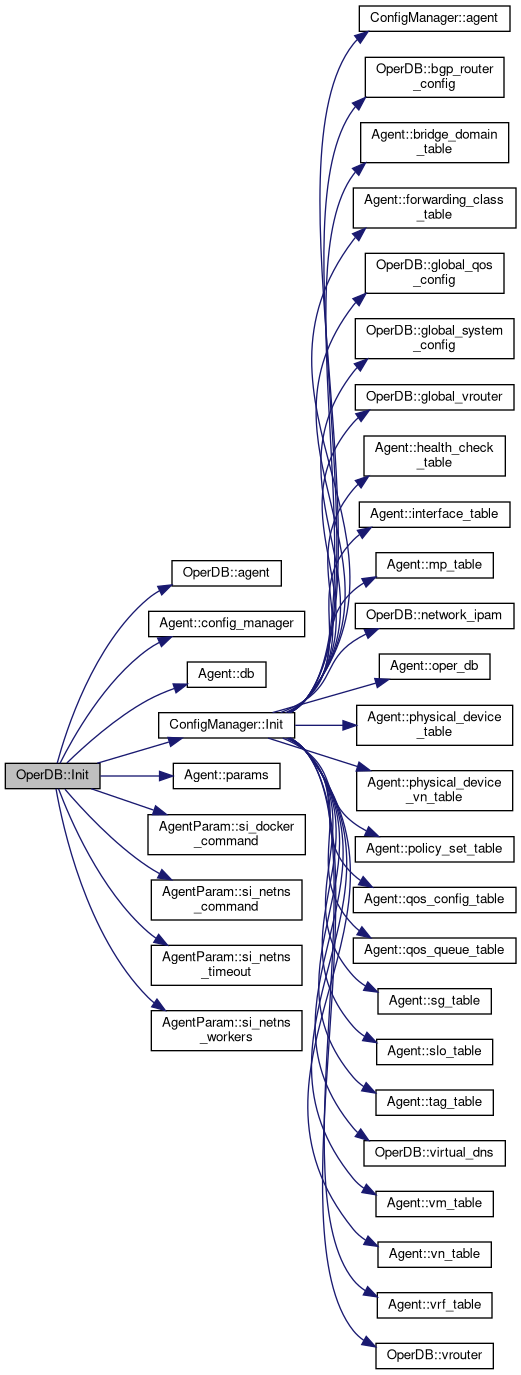 OperDB::Init
OperDB::agent
Agent::config_manager
Agent::db
ConfigManager::Init
Agent::params
AgentParam::si_docker
_command
AgentParam::si_netns
_command
AgentParam::si_netns
_timeout
AgentParam::si_netns
_workers
ConfigManager::agent
OperDB::bgp_router
_config
Agent::bridge_domain
_table
Agent::forwarding_class
_table
OperDB::global_qos
_config
OperDB::global_system
_config
OperDB::global_vrouter
Agent::health_check
_table
Agent::interface_table
Agent::mp_table
OperDB::network_ipam
Agent::oper_db
Agent::physical_device
_table
Agent::physical_device
_vn_table
Agent::policy_set_table
Agent::qos_config_table
Agent::qos_queue_table
Agent::sg_table
Agent::slo_table
Agent::tag_table
OperDB::virtual_dns
Agent::vm_table
Agent::vn_table
Agent::vrf_table
OperDB::vrouter